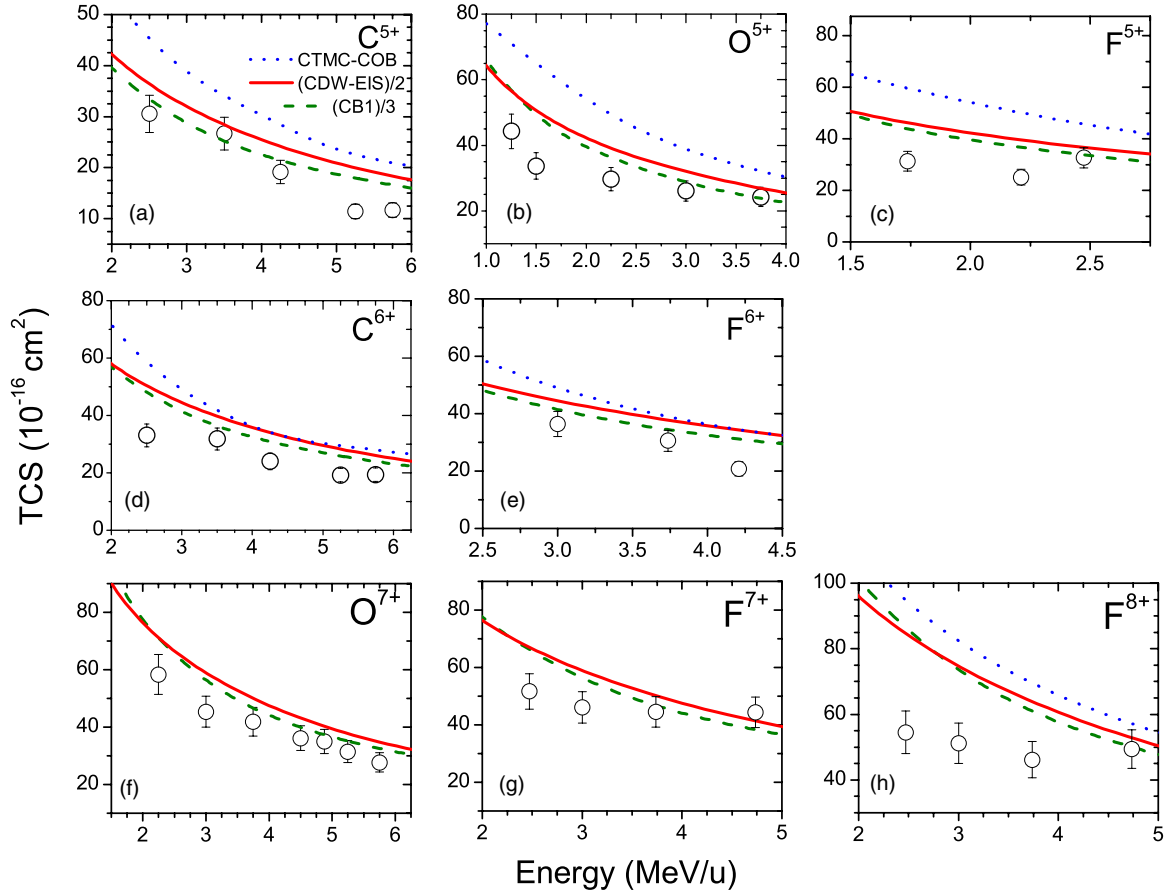 C5+
CTMC-COB
(CDW-EIS)/2
(CB1)/3
50
40
30
20
10
(a)
2 3 4 5 6
O5+
80
60
40
20
(b)
1.0 1.5 2.0 2.5 3.0 3.5 4.0
F5+
80
60
40
20
0
(c)
1.5 2.0 2.5
TCS (10-16 cm2)
C6+
80
60
40
20
0
(d)
2 3 4 5 6
F6+
80
60
40
20
0
(e)
2.5 3.0 3.5 4.0 4.5
O7+
80
60
40
20
(f)
2 3 4 5 6
F7+
80
60
40
20
(g)
2 3 4 5
F8+
100
80
60
40
(h)
2 3 4 5
Energy (MeV/u)